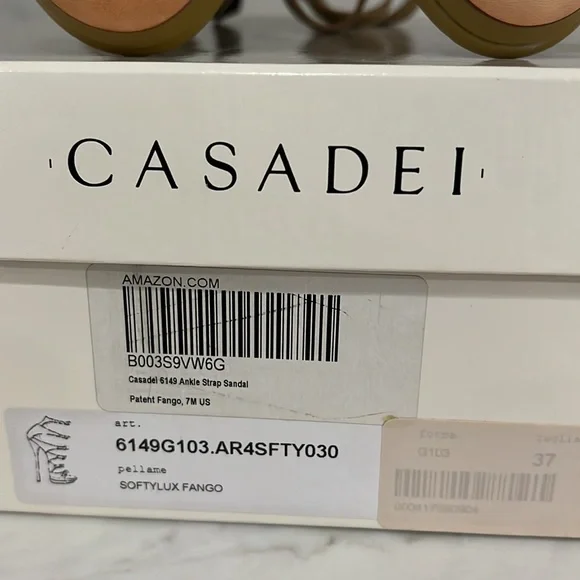 CASADEI
AMAZON.COM
B003S9VW6G
Casadei 6149 Ankle Strap Sandal
Patent Fango, 7M US
art.
6149G103.AR4SFTY030
pellame
SOFTYLUX FANGO
forma
G103
37